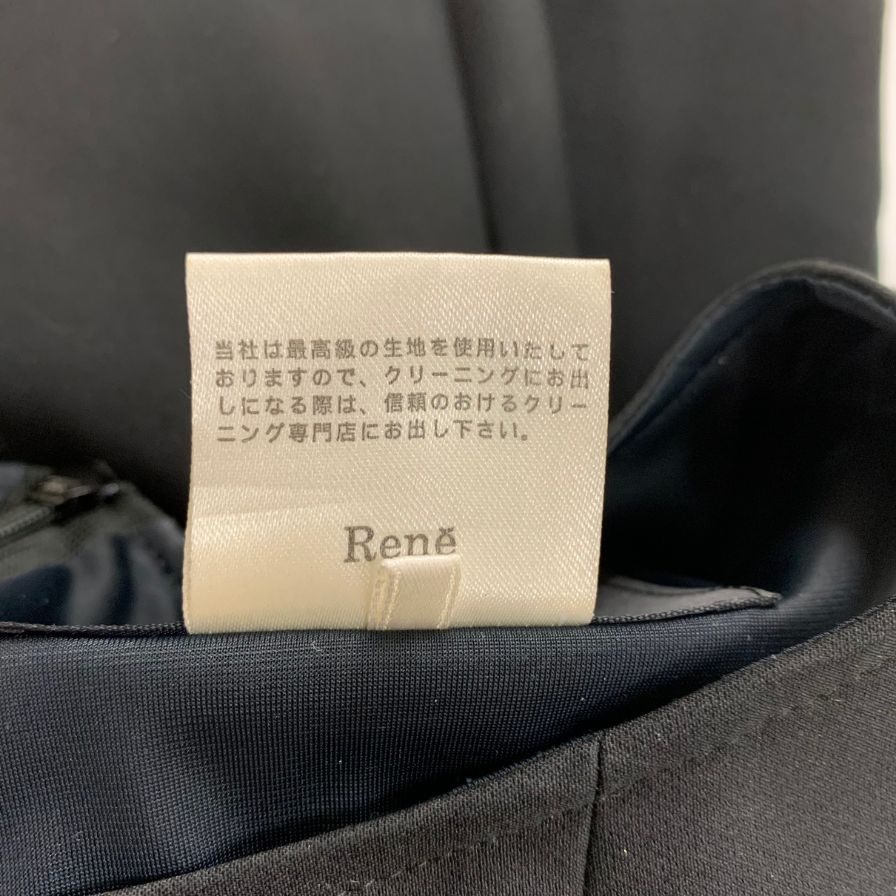 当社は最高級の生地を使用いたして
おりますので、クリーニングにお出
しになる際は、信頼のおけるクリー
ニング専門店にお出し下さい。
Rene̋